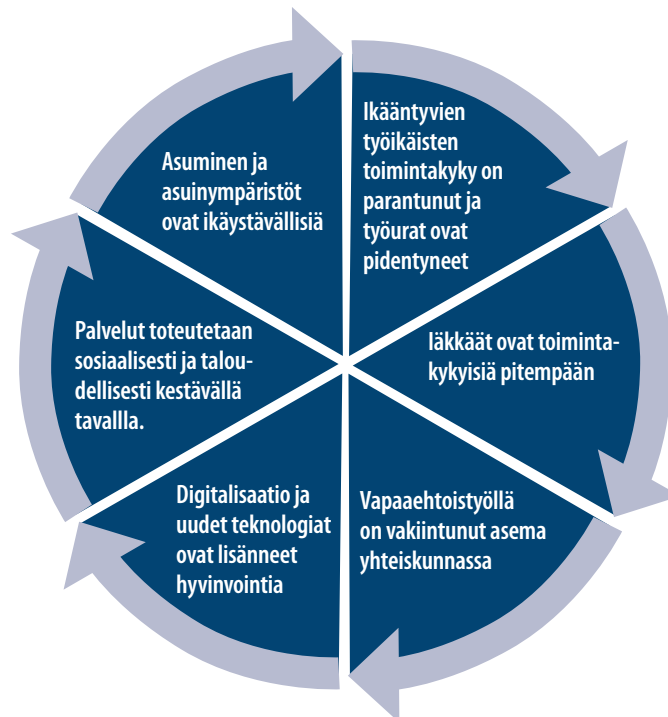 Ikääntyvien
työikäisten
toimintakyky on
parantunut ja
työurat ovat
pidentyneet
Iäkkäät ovat toiminta-
kykyisiä pitempään
Vapaaehtoistyöllä
on vakiintunut asema
yhteiskunnassa
Digitalisaatio ja
uudet teknologiat
ovat lisänneet
hyvinvointia
Palvelut toteutetaan
sosiaalisesti ja talou-
dellisesti kestävällä
tavallla.
Asuminen ja
asuinympäristöt
ovat ikäystävällisiä